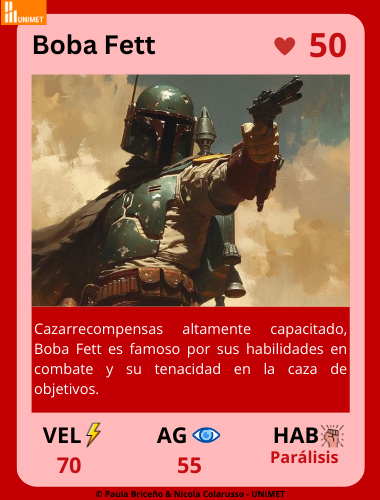 UNIMET
Boba Fett
50
Cazarrecompensas altamente capacitado,
Boba Fett es famoso por sus habilidades en
combate y su tenacidad en la caza de
objetivos.
VEL AG HAB
70 55 Parálisis
© Paula Briceño & Nicola Colarusso - UNIMET